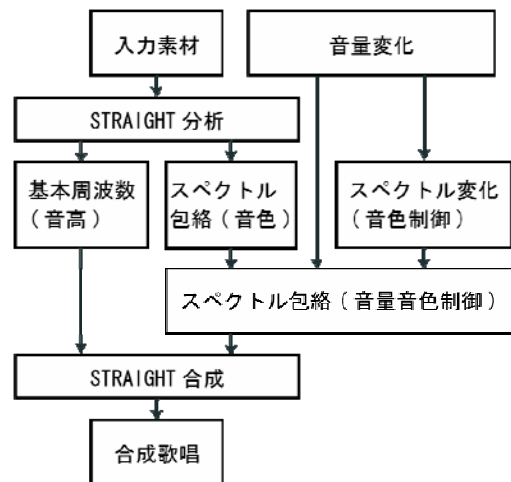 入力素材
音量変化
STRAIGHT 分析
基本周波数
(音高)
スペクトル
包絡(音色)
スペクトル変化
(音色制御)
スペクトル包絡(音量音色制御)
STRAIGHT 合成
合成歌唱